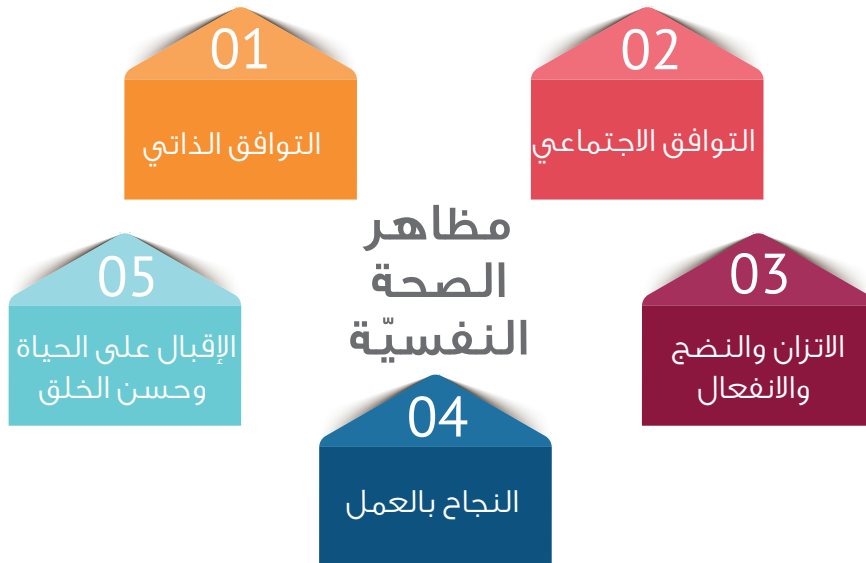 مظاهر
الصحة
النفسيّة
01
التوافق الذاتي
02
التوافق الاجتماعي
03
الاتزان والنضج
والانفعال
04
النجاح بالعمل
05
الإقبال على الحياة
وحسن الخلق